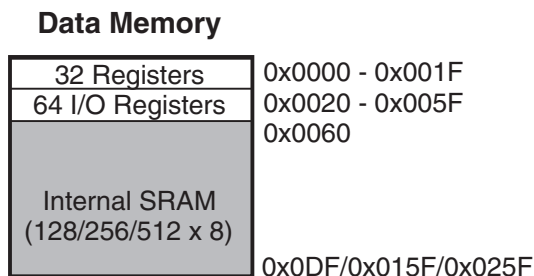 Data Memory
32 Registers 0x0000 - 0x001F
64 I/O Registers 0x0020 - 0x005F
0x0060
Internal SRAM
(128/256/512 x 8)
0x0DF/0x015F/0x025F